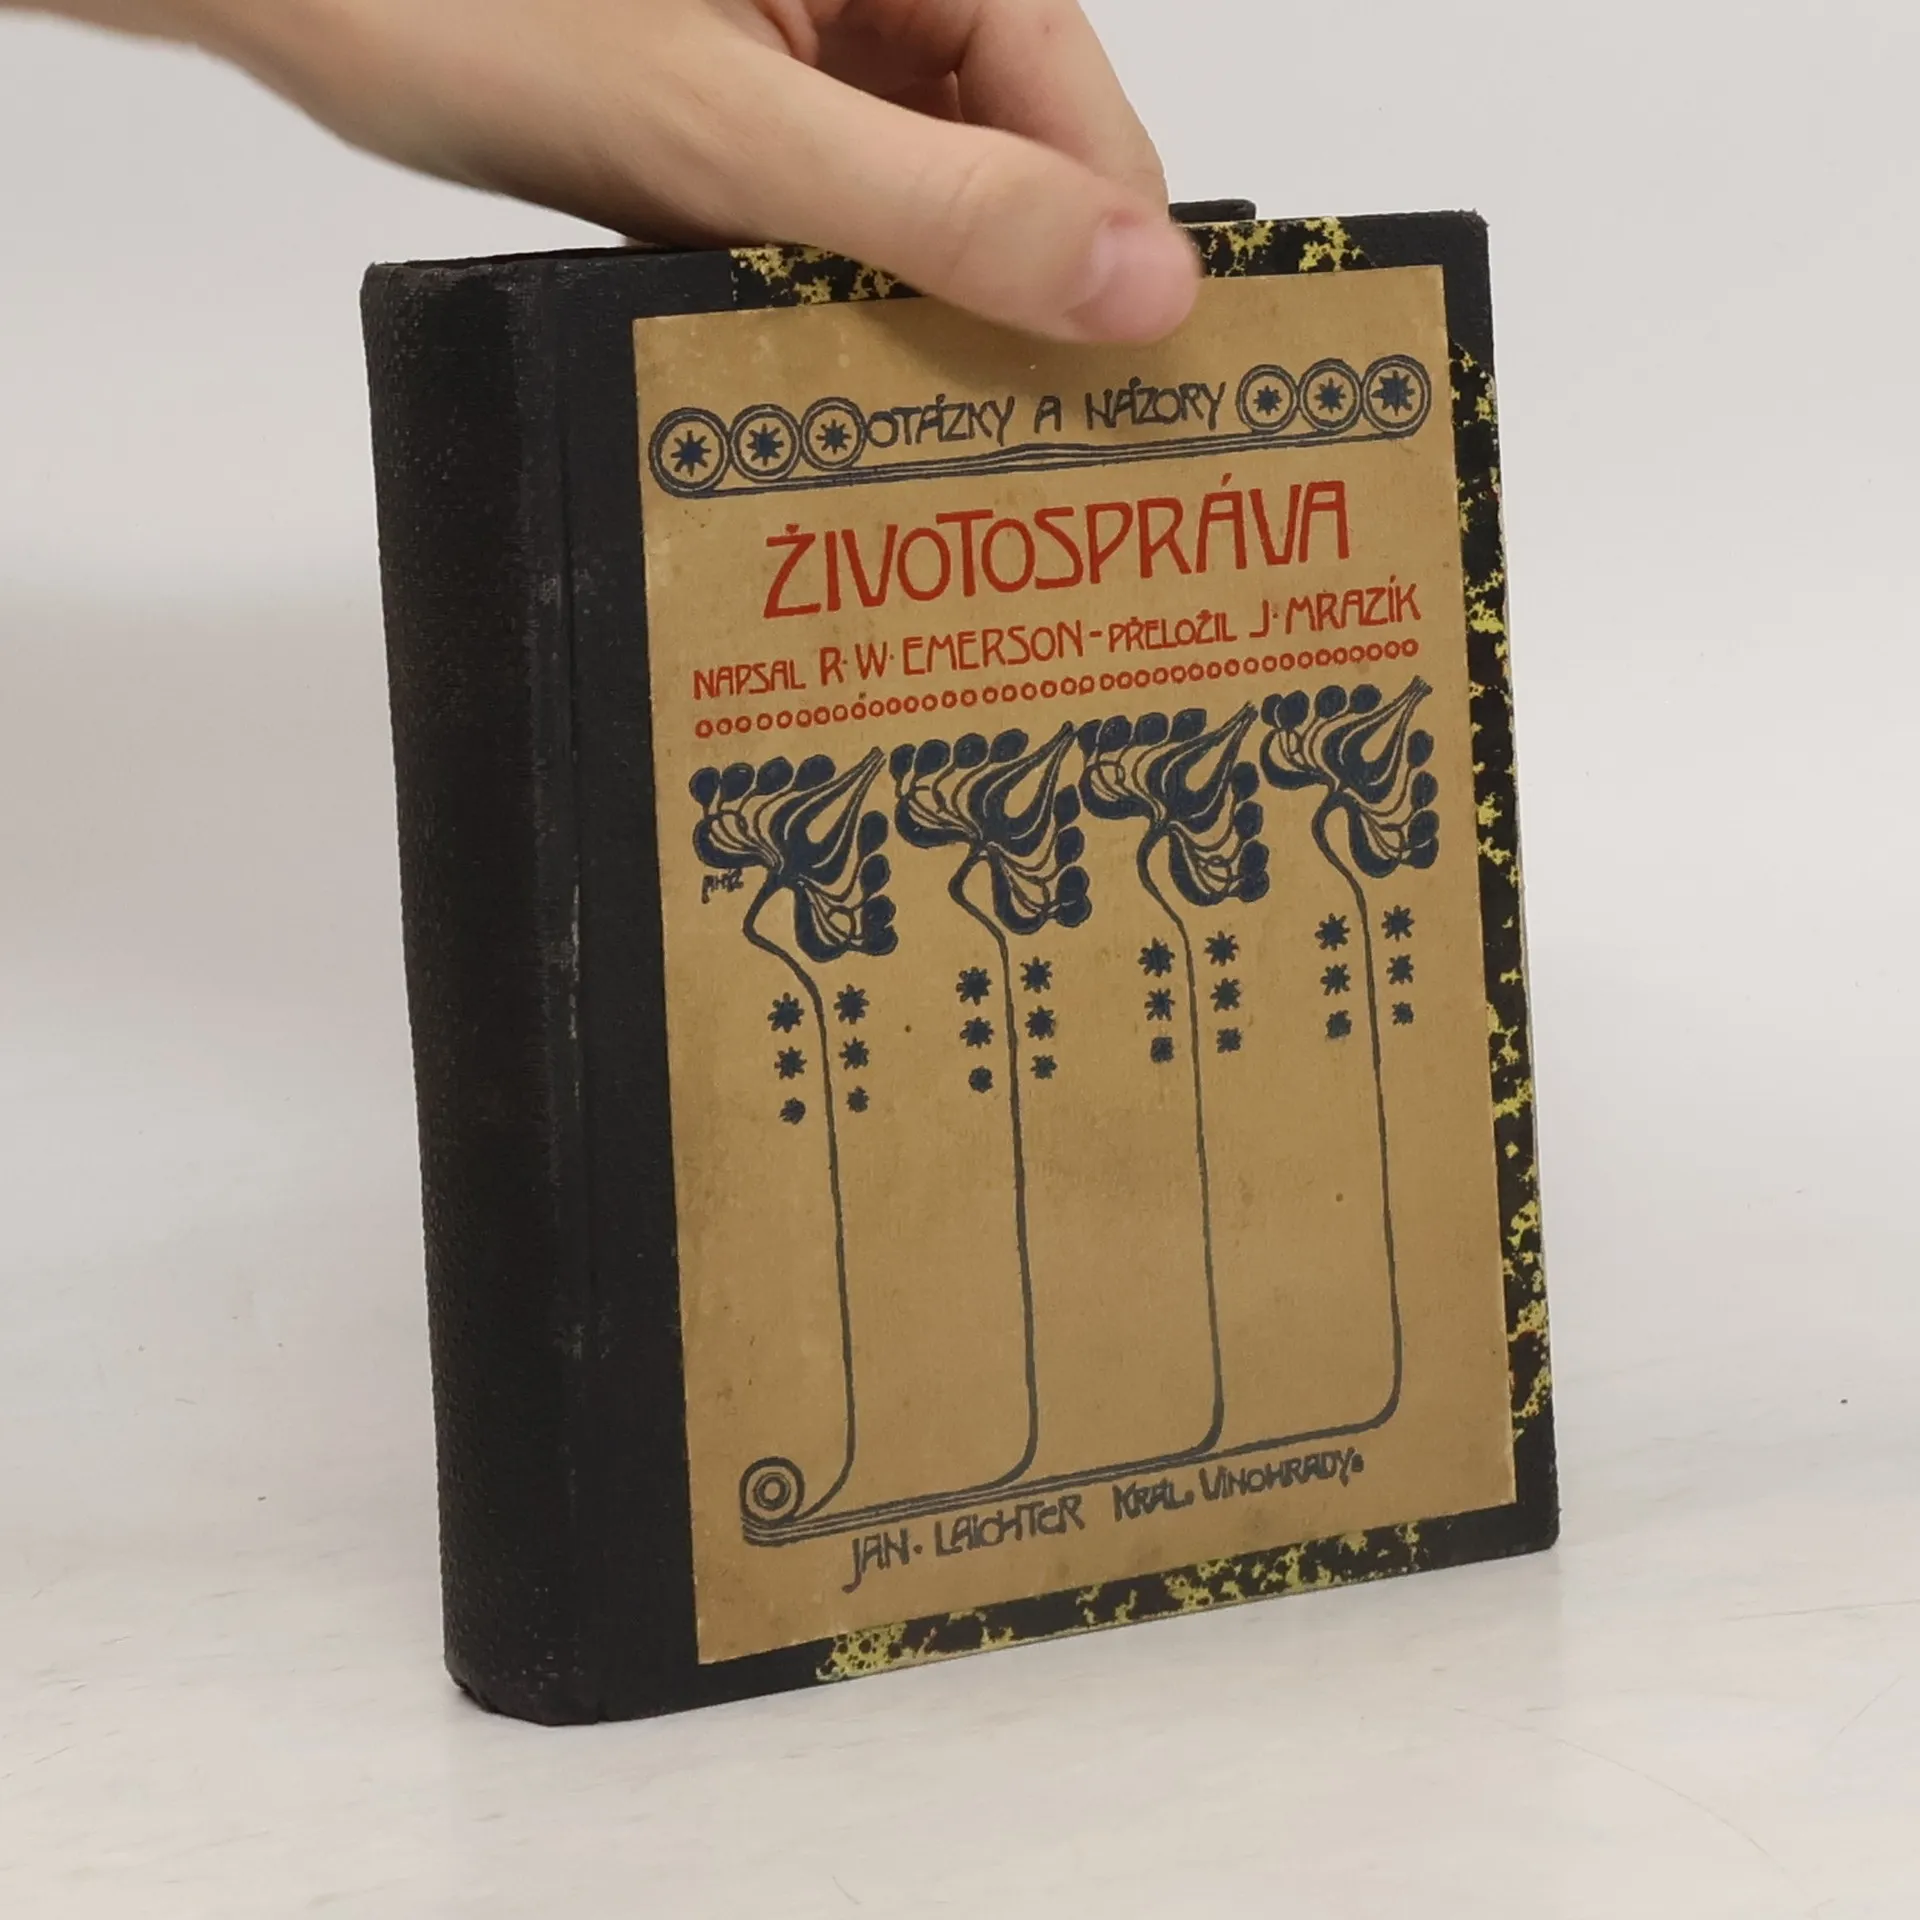 OTÁZKY A NÁZORY
ŽIVOTOSPRÁVA
NAPSAL R·W·EMERSON-PŘELOŽIL J·MRAZÍK
JAN· LAICHTER KRÁL. VINOHRADY.